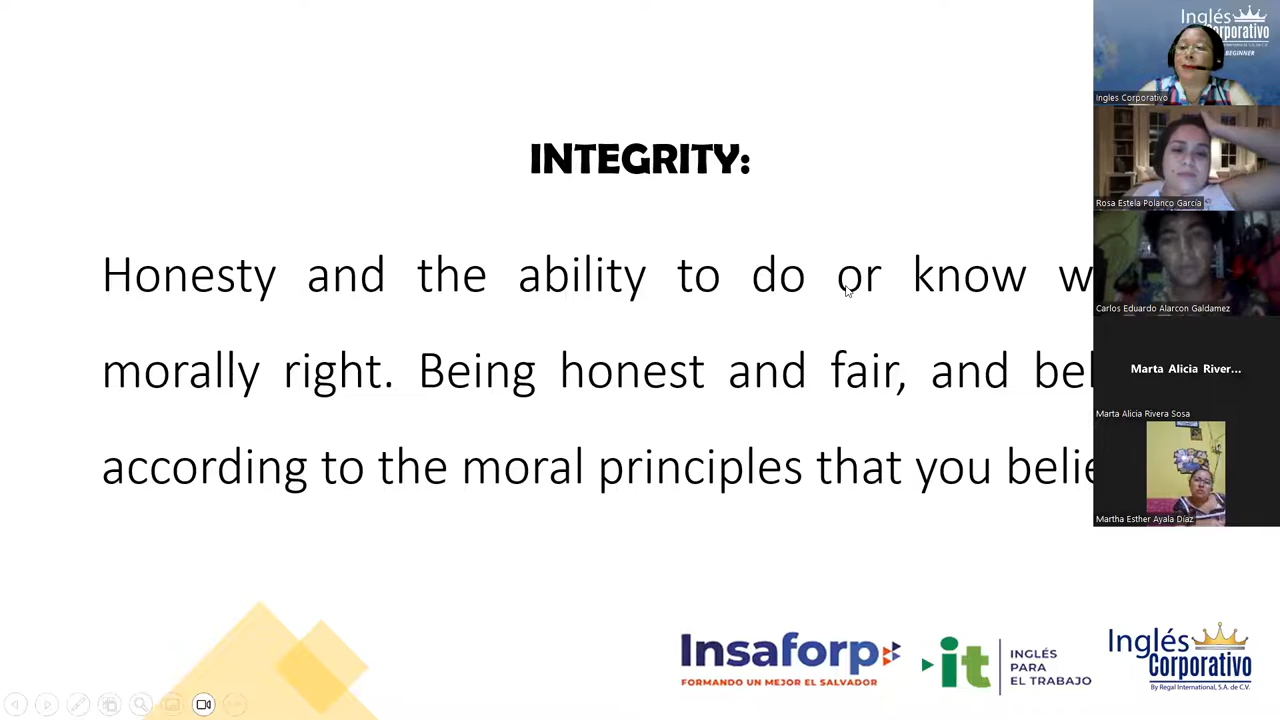 INTEGRITY:
Honesty and the ability to do or know
morally right. Being honest and fair, and
according to the moral principles that you
Insaforp
FORMANDO UN MEJOR EL SALVADOR
it
INGLÉS
PARA
EL TRABAJO
Inglés
Corporativo
By Regal International, S.A. de C.V.
Inglés
Corporativo
BEGINNER
Ingles Corporativo
Rosa Estela Polanco García
Carlos Eduardo Alarcon Galdamez
Marta Alicia River...
Marta Alicia Rivera Sosa
Martha Esther Ayala Díaz